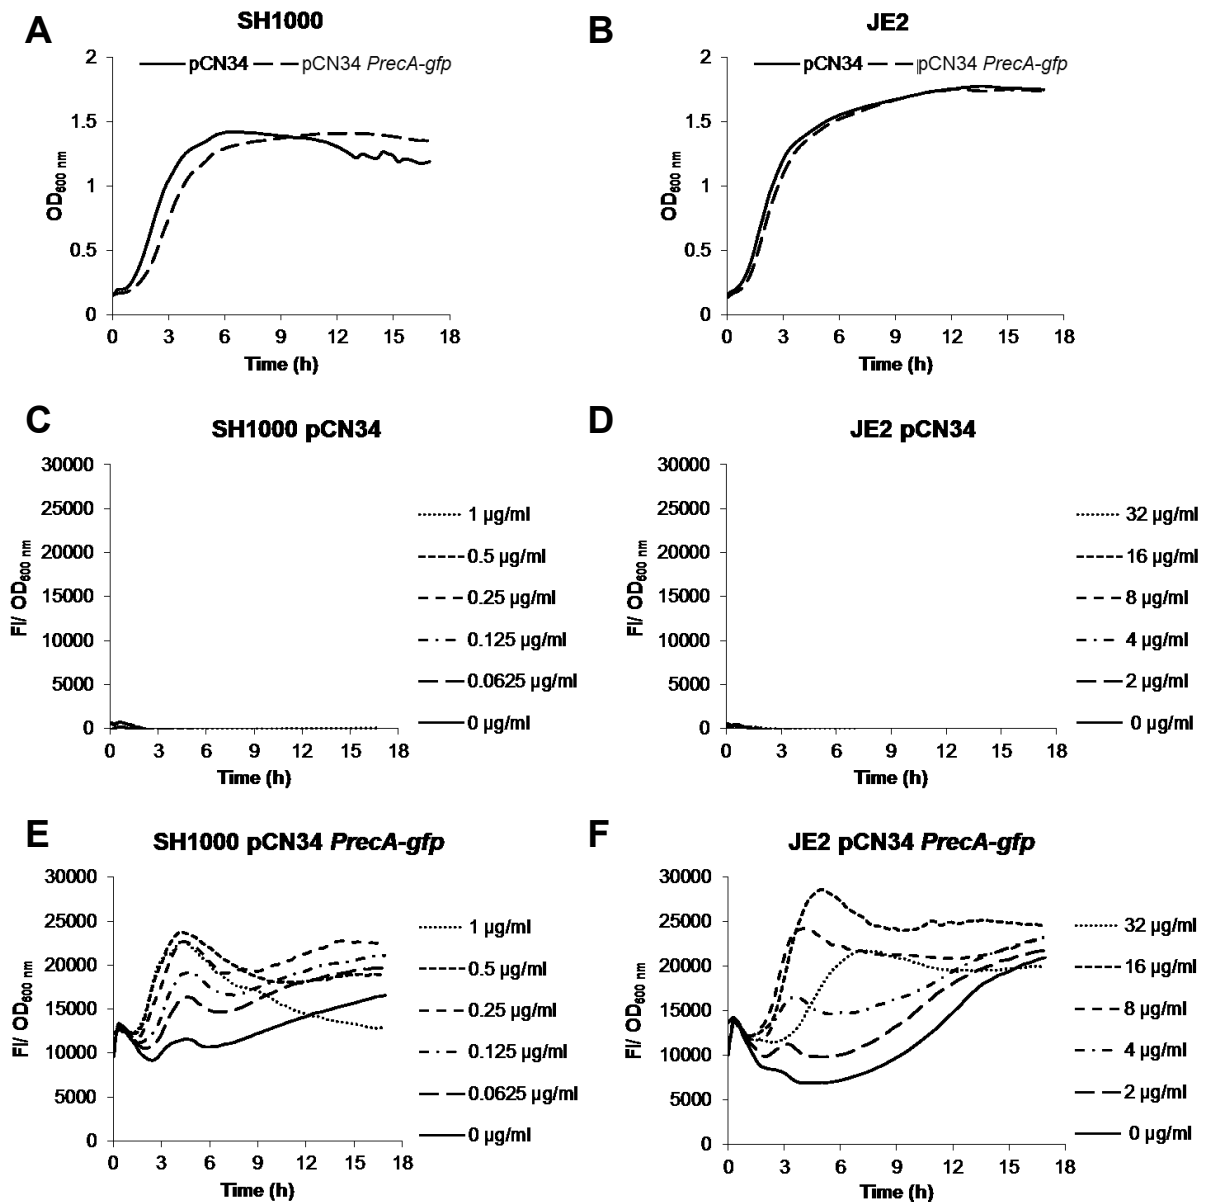 A
SH1000
pCN34 pCN34 PrecA-gfp
2
1.5
1
0.5
0
OD600 nm
0 3 6 9 12 15 18
Time (h)
B
JE2
pCN34 pCN34 PrecA-gfp
2
1.5
1
0.5
0
OD600 nm
0 3 6 9 12 15 18
Time (h)
C
SH1000 pCN34
30000
25000
20000
15000
10000
5000
0
FI/ OD600 nm
0 3 6 9 12 15 18
Time (h)
1 µg/ml
0.5 µg/ml
0.25 µg/ml
0.125 µg/ml
0.0625 µg/ml
0 µg/ml
D
JE2 pCN34
30000
25000
20000
15000
10000
5000
0
FI/ OD600 nm
0 3 6 9 12 15 18
Time (h)
32 µg/ml
16 µg/ml
8 µg/ml
4 µg/ml
2 µg/ml
0 µg/ml
E
SH1000 pCN34 PrecA-gfp
30000
25000
20000
15000
10000
5000
0
FI/ OD600 nm
0 3 6 9 12 15 18
Time (h)
1 µg/ml
0.5 µg/ml
0.25 µg/ml
0.125 µg/ml
0.0625 µg/ml
0 µg/ml
F
JE2 pCN34 PrecA-gfp
30000
25000
20000
15000
10000
5000
0
FI/ OD600 nm
0 3 6 9 12 15 18
Time (h)
32 µg/ml
16 µg/ml
8 µg/ml
4 µg/ml
2 µg/ml
0 µg/ml